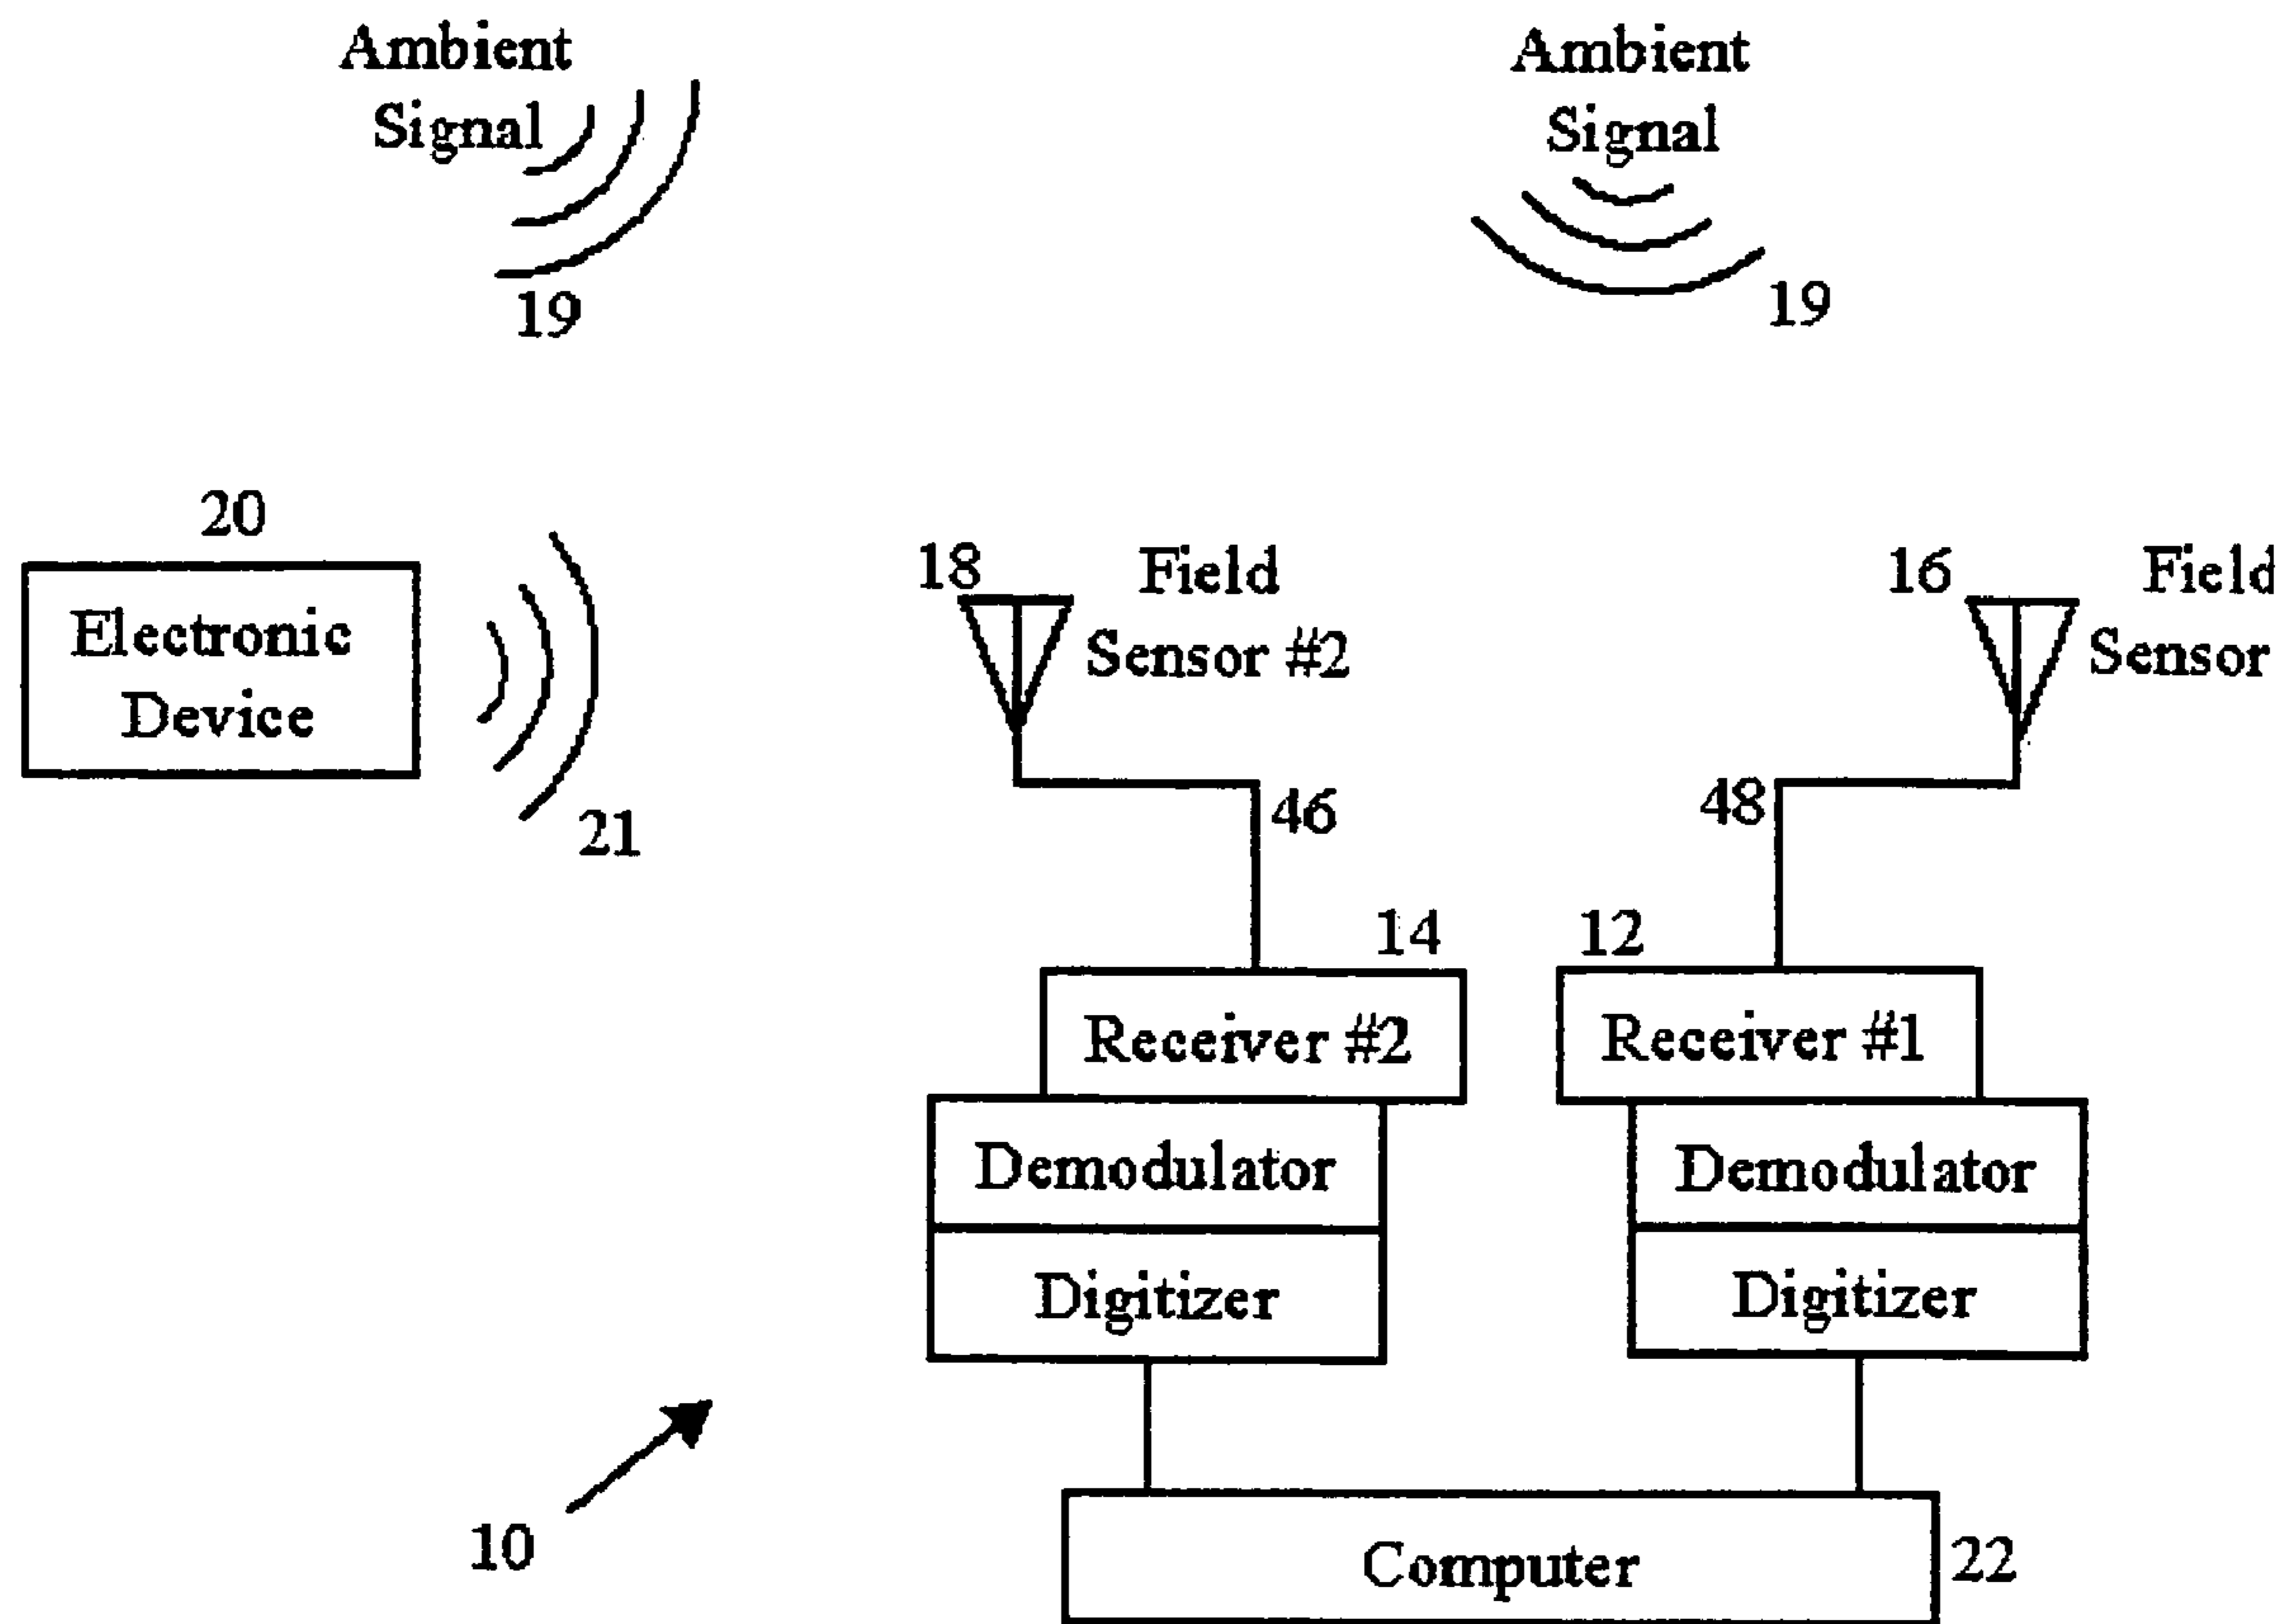 Ambient
Signal
19
Ambient
Signal
19
20
Electronic
Device
21
18
Field
Sensor #2
16
Field
Sensor
46
48
14
12
Receiver #2
Receiver #1
Demodulator
Demodulator
Digitizer
Digitizer
10
Computer
22